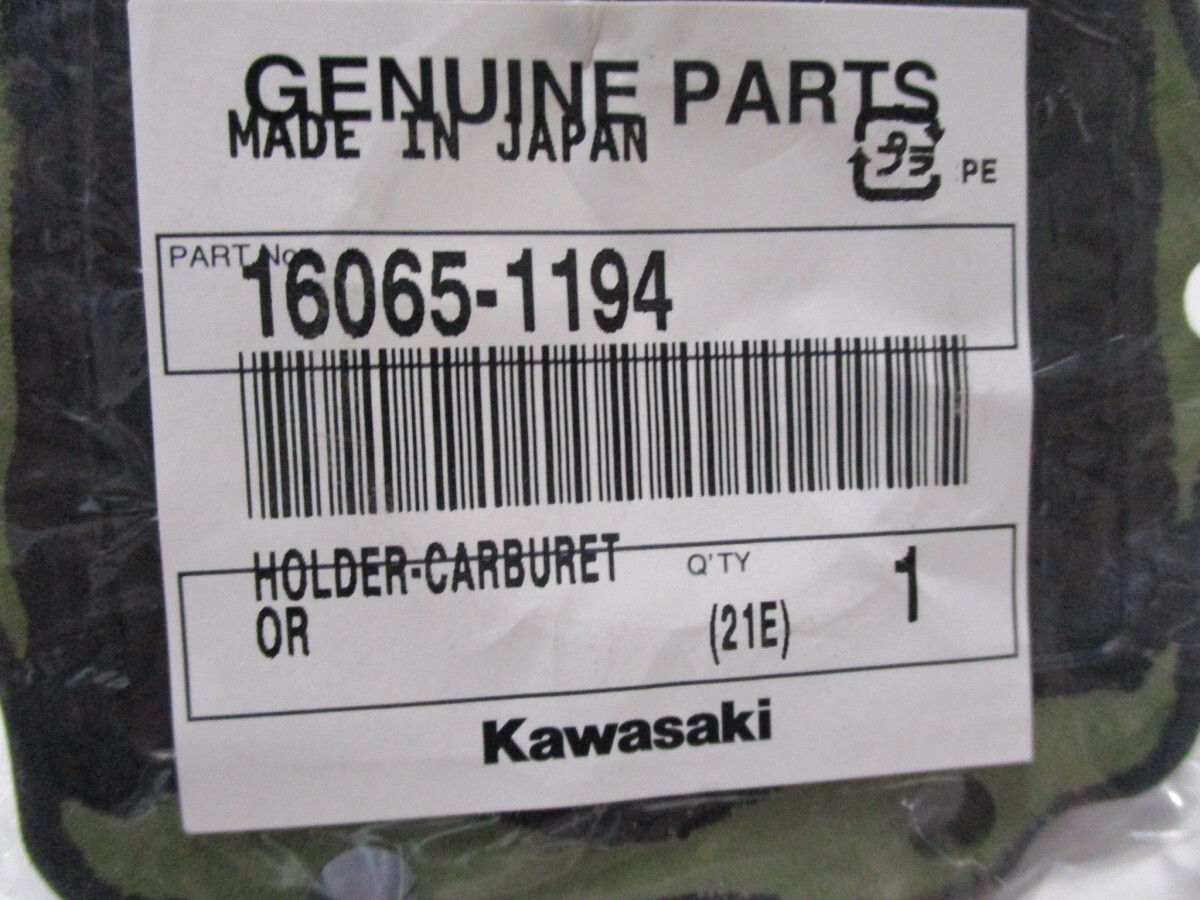 GENUINE PARTS
MADE IN JAPAN
プラ PE
PART No.
16065-1194
HOLDER-CARBURET Q'TY 1
OR (21E)
Kawasaki